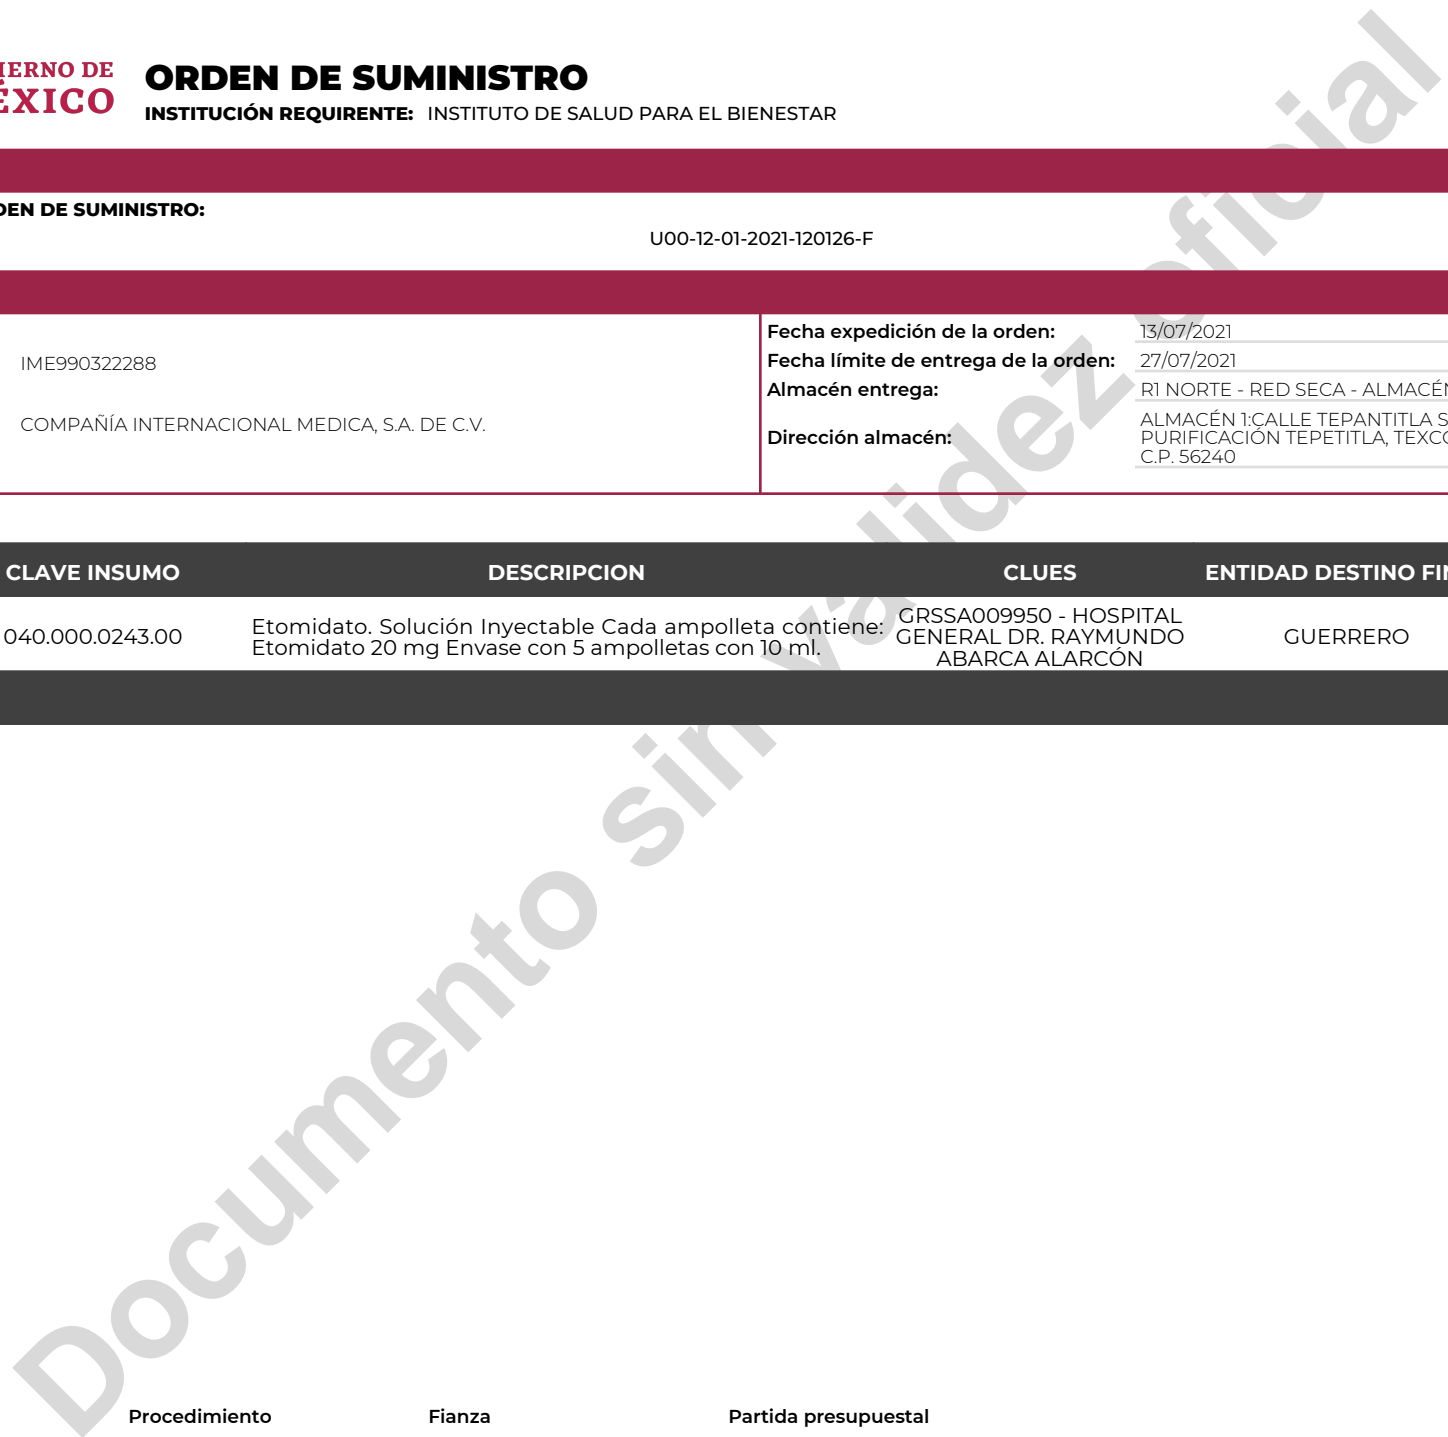 IERNO DE
ÉXICO
ORDEN DE SUMINISTRO
INSTITUCIÓN REQUIRENTE: INSTITUTO DE SALUD PARA EL BIENESTAR
DEN DE SUMINISTRO:
U00-12-01-2021-120126-F
IME990322288
COMPAÑÍA INTERNACIONAL MEDICA, S.A. DE C.V.
Fecha expedición de la orden: 13/07/2021
Fecha límite de entrega de la orden: 27/07/2021
Almacén entrega: R1 NORTE - RED SECA - ALMACÉN
Dirección almacén: ALMACÉN 1:CALLE TEPANTITLA S
PURIFICACIÓN TEPETITLA, TEXCO
C.P. 56240
CLAVE INSUMO DESCRIPCION CLUES ENTIDAD DESTINO FIN
040.000.0243.00
Etomidato. Solución Inyectable Cada ampolleta contiene:
Etomidato 20 mg Envase con 5 ampolletas con 10 ml.
GRSSA009950 - HOSPITAL
GENERAL DR. RAYMUNDO
ABARCA ALARCÓN
GUERRERO
Documento sin validez oficial
Procedimiento Fianza Partida presupuestal